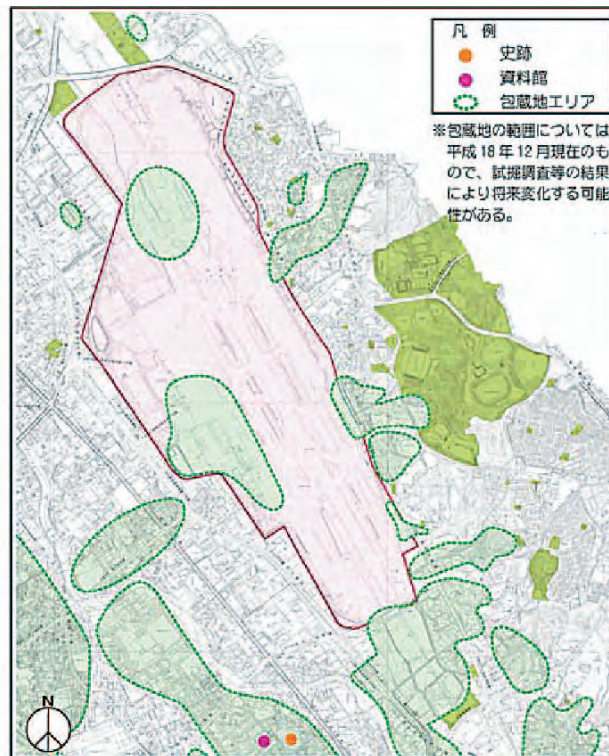 凡 例
史跡
資料館
包蔵地エリア
※包蔵地の範囲については
平成18年12月現在のも
ので、試掘調査等の結果
により将来変化する可能
性がある。
N